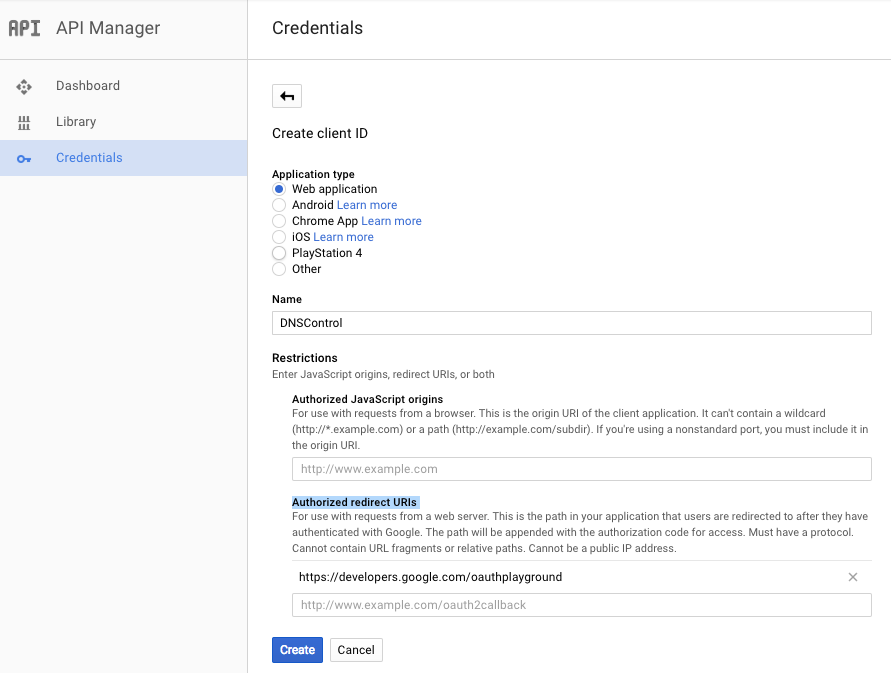 API API Manager
Credentials
Dashboard
Library
Credentials
Create client ID
Application type
Web application
Android Learn more
Chrome App Learn more
iOS Learn more
PlayStation 4
Other
Name
DNSControl
Restrictions
Enter JavaScript origins, redirect URIs, or both
Authorized JavaScript origins
For use with requests from a browser. This is the origin URI of the client application. It can't contain a wildcard
(http://*.example.com) or a path (http://example.com/subdir). If you're using a nonstandard port, you must include it in
the origin URI.
http://www.example.com
Authorized redirect URIs
For use with requests from a web server. This is the path in your application that users are redirected to after they have
authenticated with Google. The path will be appended with the authorization code for access. Must have a protocol.
Cannot contain URL fragments or relative paths. Cannot be a public IP address.
https://developers.google.com/oauthplayground
http://www.example.com/oauth2callback
Create Cancel